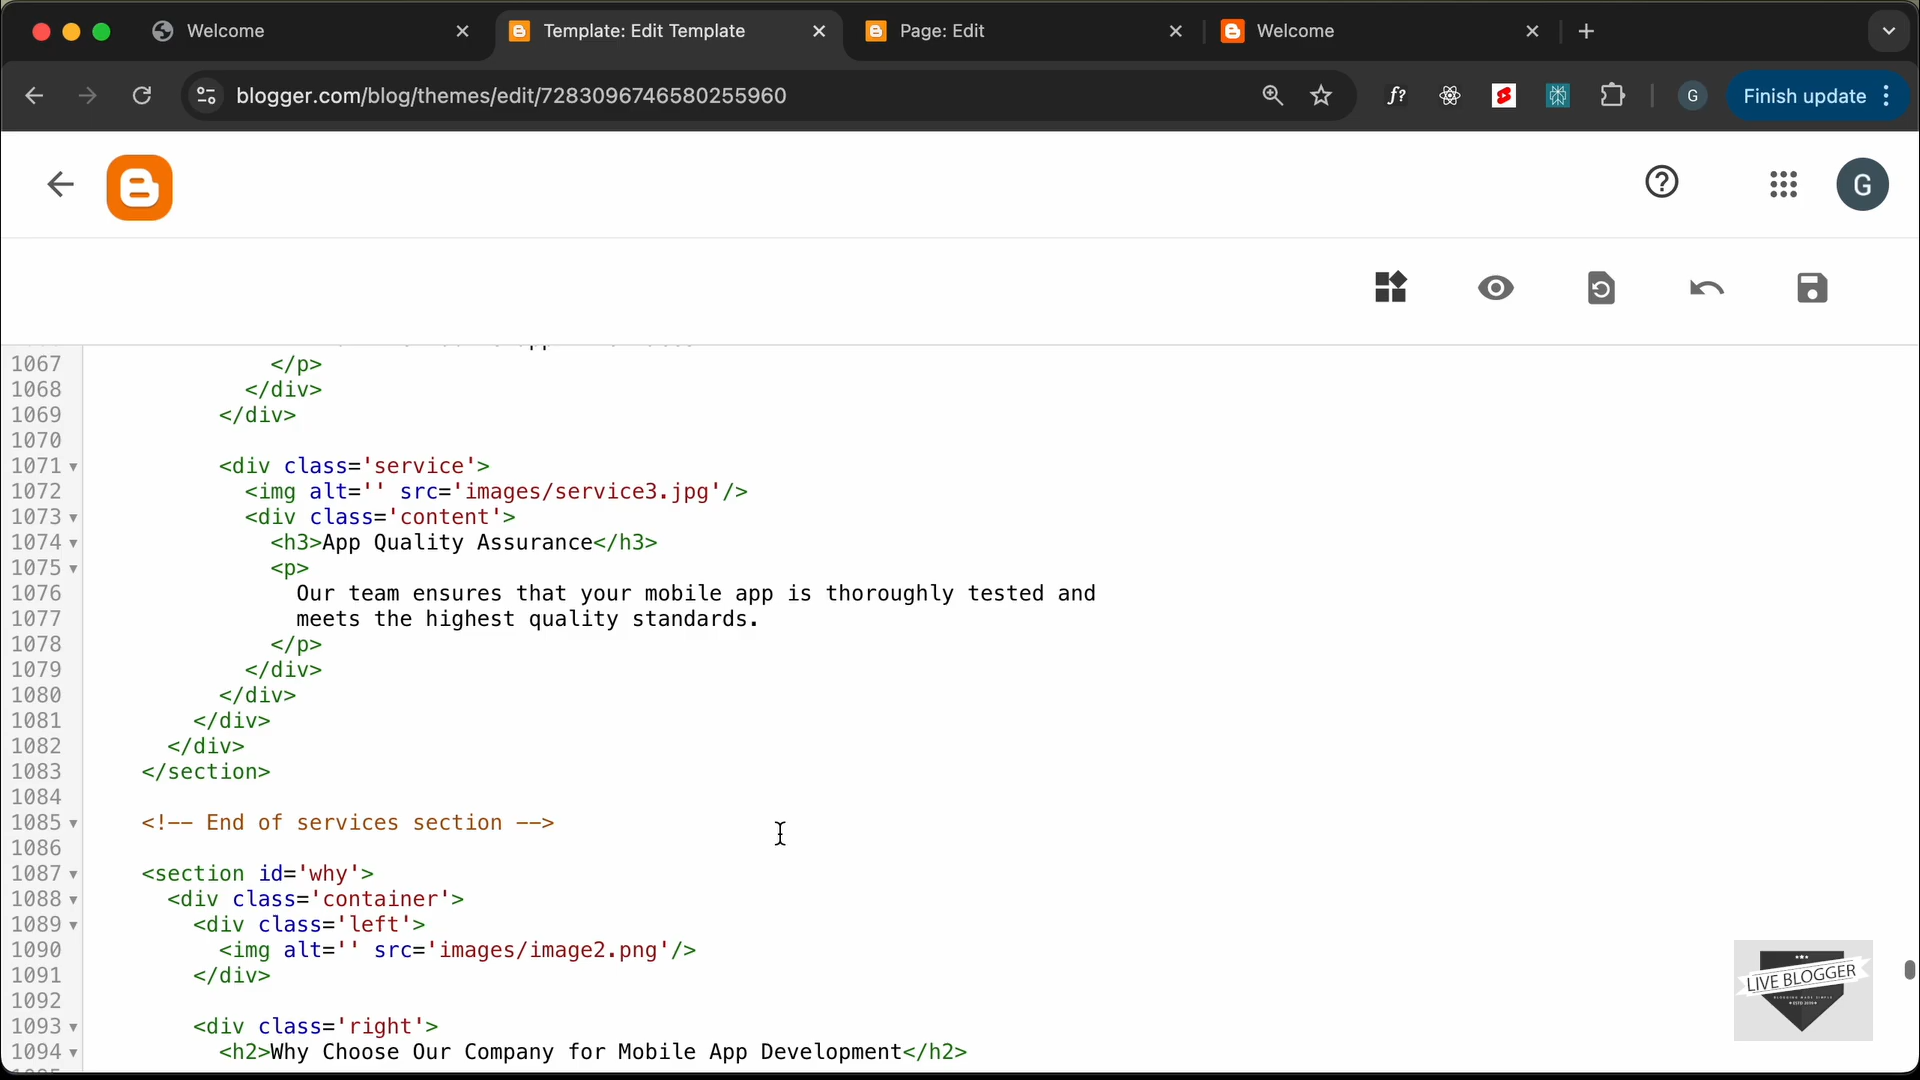 Welcome
Template: Edit Template
Page: Edit
Welcome
blogger.com/blog/themes/edit/7283096746580255960
f?
G
Finish update
G
1067 </p>
1068 </div>
1069 </div>
1070
1071 <div class='service'>
1072 <img alt='' src='images/service3.jpg'/>
1073 <div class='content'>
1074 <h3>App Quality Assurance</h3>
1075 <p>
1076 Our team ensures that your mobile app is thoroughly tested and
1077 meets the highest quality standards.
1078 </p>
1079 </div>
1080 </div>
1081 </div>
1082 </div>
1083 </section>
1084
1085 <!-- End of services section -->
1086
1087 <section id='why'>
1088 <div class='container'>
1089 <div class='left'>
1090 <img alt='' src='images/image2.png'/>
1091 </div>
1092
1093 <div class='right'>
1094 <h2>Why Choose Our Company for Mobile App Development</h2>
LIVE BLOGGER